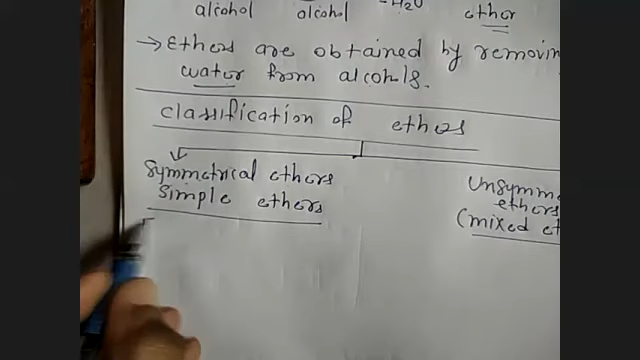 alcohol alcohol -H2O ether
→ Ethers are obtained by removin
water from alcohols.
classification of ethers
Symmetrical ethers
Simple ethers
Unsymm
ethers
(mixed et